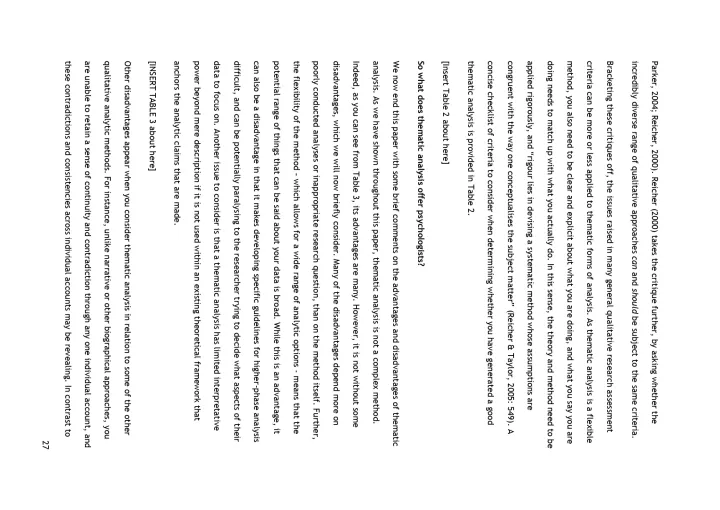 Parker, 2004; Reicher, 2000). Reicher (2000) takes the critique further, by asking whether the
incredibly diverse range of qualitative approaches can and should be subject to the same criteria.
Bracketing these critiques off, the issues raised in many general qualitative research assessment
criteria can be more or less applied to thematic forms of analysis. As thematic analysis is a flexible
method, you also need to be clear and explicit about what you are doing, and what you say you are
doing needs to match up with what you actually do. In this sense, the theory and method need to be
applied rigorously, and “rigour lies in devising a systematic method whose assumptions are
congruent with the way one conceptualises the subject matter” (Reicher & Taylor, 2005: 549). A
concise checklist of criteria to consider when determining whether you have generated a good
thematic analysis is provided in Table 2.
[Insert Table 2 about here]
So what does thematic analysis offer psychologists?
We now end this paper with some brief comments on the advantages and disadvantages of thematic
analysis. As we have shown throughout this paper, thematic analysis is not a complex method.
Indeed, as you can see from Table 3, its advantages are many. However, it is not without some
disadvantages, which we will now briefly consider. Many of the disadvantages depend more on
poorly conducted analyses or inappropriate research question, than on the method itself. Further,
the flexibility of the method - which allows for a wide range of analytic options - means that the
potential range of things that can be said about your data is broad. While this is an advantage, it
can also be a disadvantage in that it makes developing specific guidelines for higher-phase analysis
difficult, and can be potentially paralysing to the researcher trying to decide what aspects of their
data to focus on. Another issue to consider is that a thematic analysis has limited interpretative
power beyond mere description if it is not used within an existing theoretical framework that
anchors the analytic claims that are made.
[INSERT TABLE 3 about here]
Other disadvantages appear when you consider thematic analysis in relation to some of the other
qualitative analytic methods. For instance, unlike narrative or other biographical approaches, you
are unable to retain a sense of continuity and contradiction through any one individual account, and
these contradictions and consistencies across individual accounts may be revealing. In contrast to
27